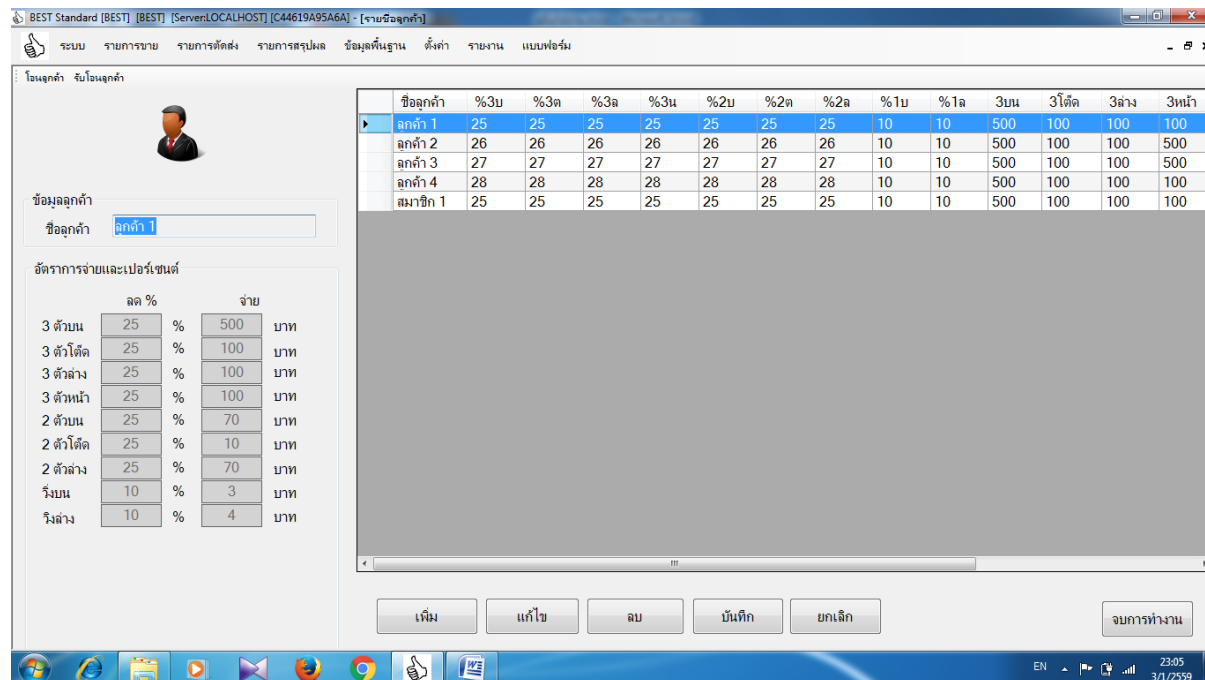 BEST Standard [BEST] [BEST] [Server:LOCALHOST] [C44619A95A6A] - [รายชื่อลูกค้า]
ระบบ รายการขาย รายการตัดส่ง รายการสรุปผล ข้อมูลพื้นฐาน ตั้งค่า รายงาน แบบฟอร์ม
โอนลูกค้า รับโอนลูกค้า
ชื่อลูกค้า %3บ %3ต %3ล %3น %2บ %2ต %2ล %1บ %1ล 3บน 3โต๊ด 3ล่าง 3หน้า
ลูกค้า 1 25 25 25 25 25 25 25 10 10 500 100 100 100
ลูกค้า 2 26 26 26 26 26 26 26 10 10 500 100 100 500
ลูกค้า 3 27 27 27 27 27 27 27 10 10 500 100 100 500
ลูกค้า 4 28 28 28 28 28 28 28 10 10 500 100 100 100
สมาชิก 1 25 25 25 25 25 25 25 10 10 500 100 100 100
ข้อมูลลูกค้า
ชื่อลูกค้า ลูกค้า 1
อัตราการจ่ายและเปอร์เซนต์
ลด % จ่าย
3 ตัวบน 25 % 500 บาท
3 ตัวโต๊ด 25 % 100 บาท
3 ตัวล่าง 25 % 100 บาท
3 ตัวหน้า 25 % 100 บาท
2 ตัวบน 25 % 70 บาท
2 ตัวโต๊ด 25 % 10 บาท
2 ตัวล่าง 25 % 70 บาท
วิ่งบน 10 % 3 บาท
วิ่งล่าง 10 % 4 บาท
เพิ่ม แก้ไข ลบ บันทึก ยกเลิก จบการทำงาน
EN 23:05
3/1/2559